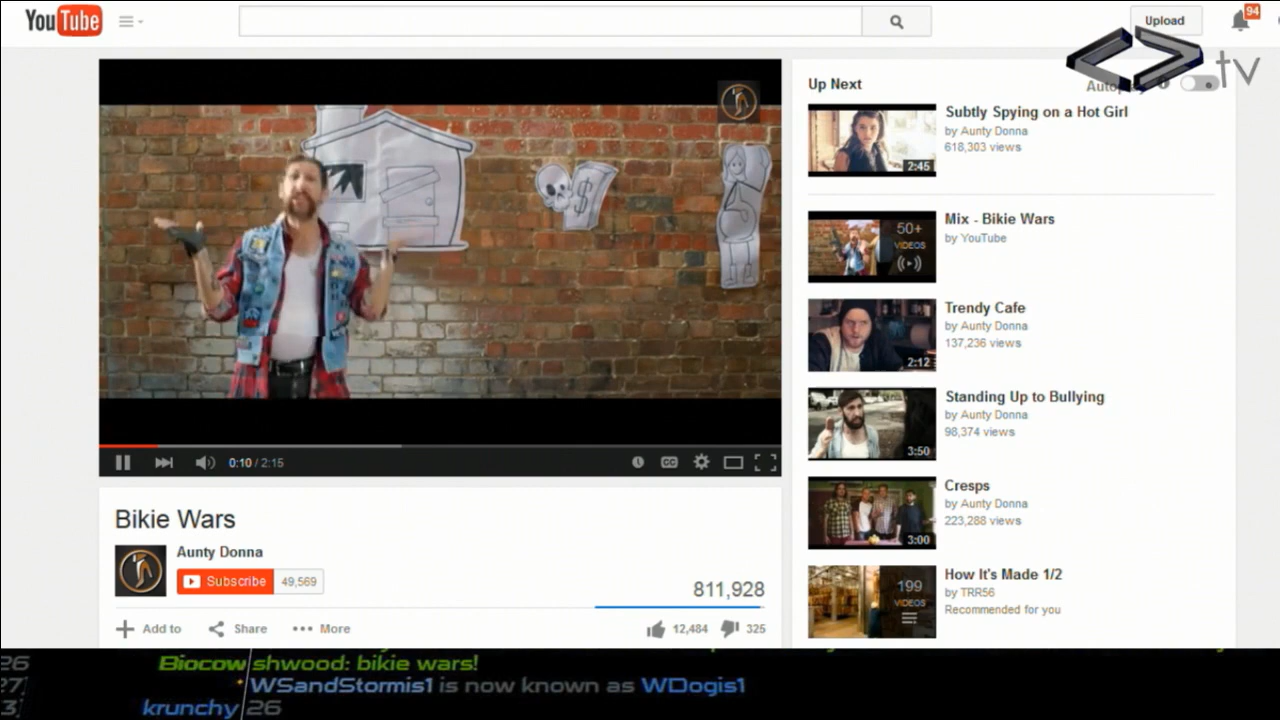 YouTube
Upload
94
tv
Up Next
Subtly Spying on a Hot Girl
by Aunty Donna
618,303 views
2:45
Mix - Bikie Wars
by YouTube
50+
VIDEOS
Trendy Cafe
by Aunty Donna
137,236 views
2:12
Standing Up to Bullying
by Aunty Donna
98,374 views
3:50
Cresps
by Aunty Donna
223,288 views
3:00
How It's Made 1/2
by TRR56
Recommended for you
199
VIDEOS
$
0:10 / 2:15
CC
Bikie Wars
Aunty Donna
Subscribe 49,569
811,928
Add to Share More 12,484 325
26 Biocow shwood: bikie wars!
27] WSandStormis1 is now known as WDogis1
3] krunchy 26